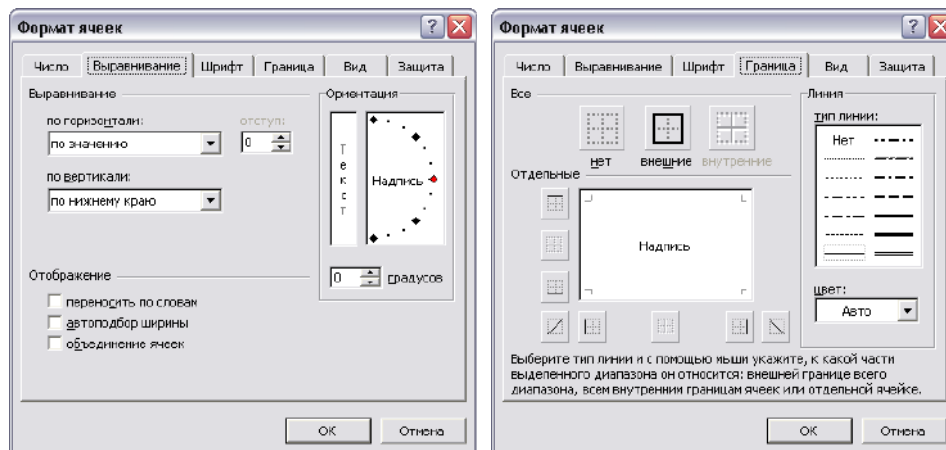 Формат ячеек
Число Выравнивание Шрифт Граница Вид Защита
Выравнивание
по горизонтали:
отступ:
по значению
0
по вертикали:
по нижнему краю
Ориентация
Текст
Надпись
0 градусов
Отображение
переносить по словам
автоподбор ширины
объединение ячеек
ОК Отмена
Формат ячеек
Число Выравнивание Шрифт Граница Вид Защита
Все
нет внешние внутренние
Отдельные
Надпись
Линия
тип линии:
Нет
цвет:
Авто
Выберите тип линии и с помощью мыши укажите, к какой части
выделенного диапазона он относится: внешней границе всего
диапазона, всем внутренним границам ячеек или отдельной ячейке.
ОК Отмена